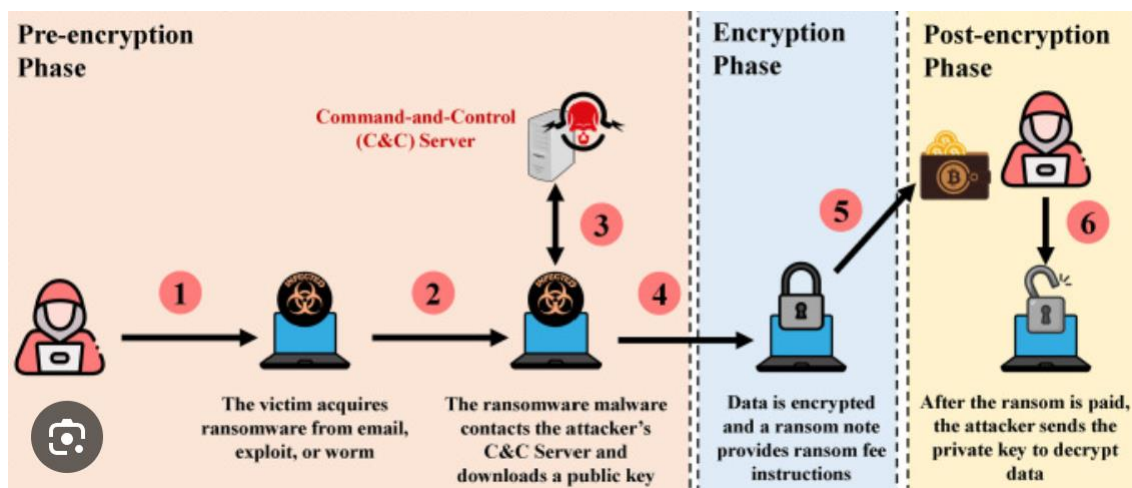 Pre-encryption
Phase
Command-and-Control
(C&C) Server
1
2
3
4
INFECTED
The victim acquires
ransomware from email,
exploit, or worm
INFECTED
The ransomware malware
contacts the attacker's
C&C Server and
downloads a public key
Encryption
Phase
5
Data is encrypted
and a ransom note
provides ransom fee
instructions
Post-encryption
Phase
B
6
After the ransom is paid,
the attacker sends the
private key to decrypt
data